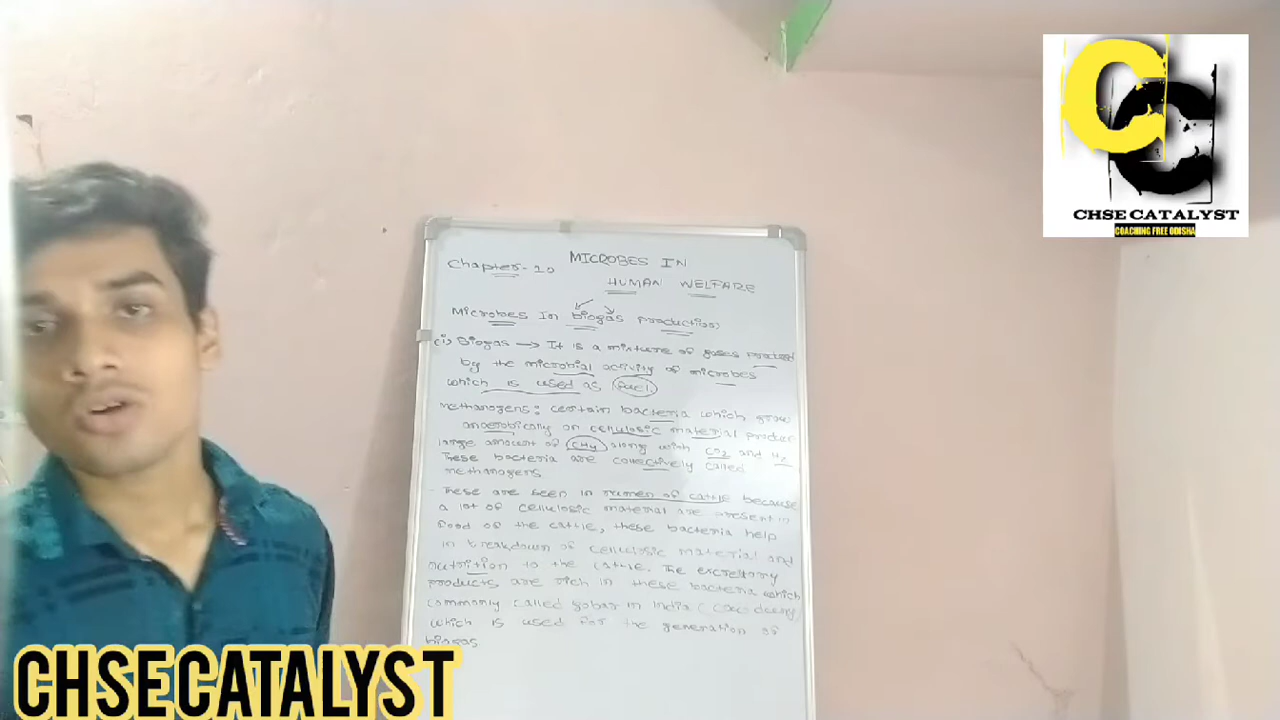 CHSE CATALYST
COACHING FREE ODISHA
Chapter-10 MICROBES IN
HUMAN WELFARE
Microbes In biogas production
(i) Biogas → It is a mixture of gases product
by the microbial activity of microbes
which is used as fuel.
Methanogens: certain bacteria which grow
anaerobically on cellulosic material produce
large amount of CH4 along with CO2 and H2
These bacteria are collectively called
methanogens
These are seen in rumen of cattle because
a lot of cellulosic material are present in
food of the cattle, these bacteria help
in breakdown of cellulosic material and
nutrition to the cattle. The excretory
products are rich in these bacteria which
commonly called gobar in India (cow dung)
which is used for the generation of
biogas
CHSE CATALYST